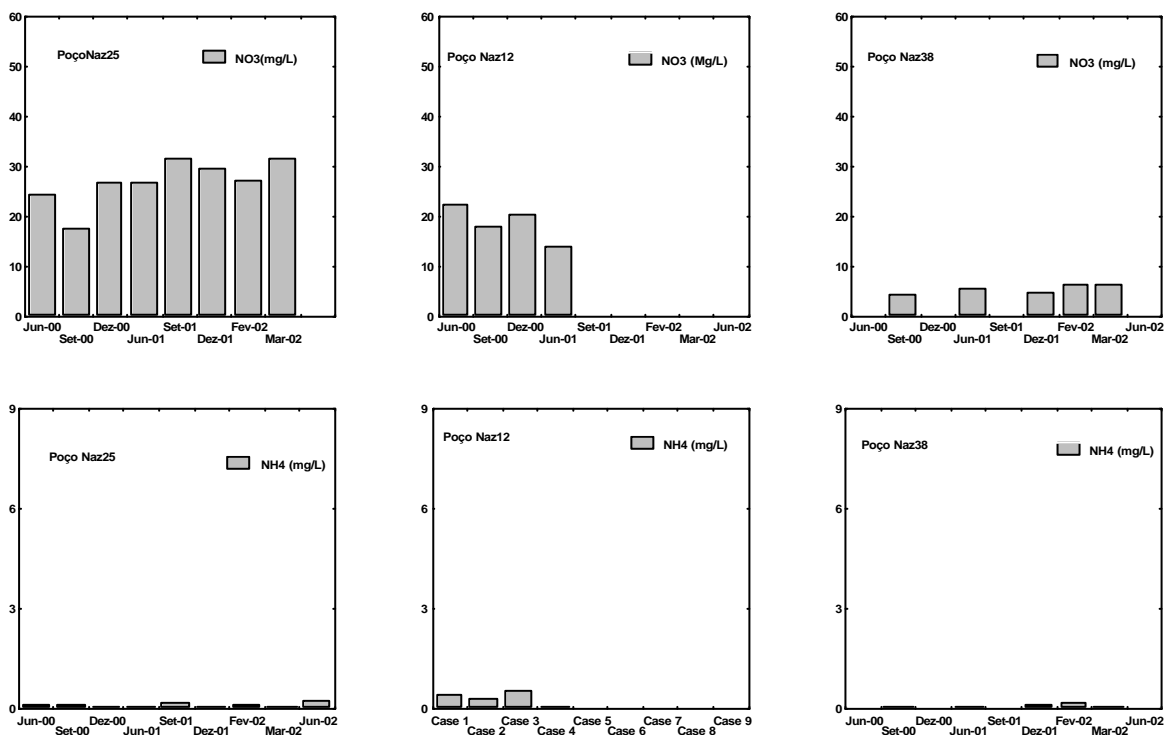 PoçoNaz25
NO3(mg/L)
60
50
40
30
20
10
0
Jun-00 Dez-00 Set-01 Fev-02
Set-00 Jun-01 Dez-01 Mar-02
Poço Naz12
NO3 (Mg/L)
60
50
40
30
20
10
0
Jun-00 Dez-00 Set-01 Fev-02 Jun-02
Set-00 Jun-01 Dez-01 Mar-02
Poço Naz38
NO3 (mg/L)
60
50
40
30
20
10
0
Jun-00 Dez-00 Set-01 Fev-02 Jun-02
Set-00 Jun-01 Dez-01 Mar-02
Poço Naz25
NH4 (mg/L)
9
6
3
0
Jun-00 Dez-00 Set-01 Fev-02 Jun-02
Set-00 Jun-01 Dez-01 Mar-02
Poço Naz12
NH4 (mg/L)
9
6
3
0
Case 1 Case 3 Case 5 Case 7 Case 9
Case 2 Case 4 Case 6 Case 8
Poço Naz38
NH4 (mg/L)
9
6
3
0
Jun-00 Dez-00 Set-01 Fev-02 Jun-02
Set-00 Jun-01 Dez-01 Mar-02